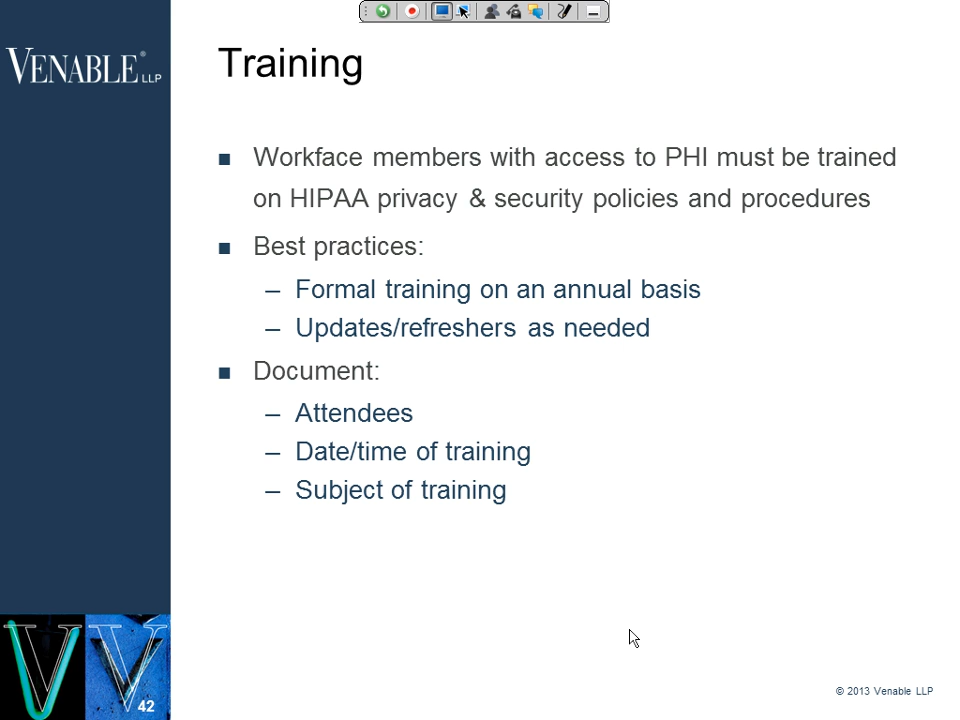 VENABLE® LLP
Training
■ Workface members with access to PHI must be trained
on HIPAA privacy & security policies and procedures
■ Best practices:
– Formal training on an annual basis
– Updates/refreshers as needed
■ Document:
– Attendees
– Date/time of training
– Subject of training
42
© 2013 Venable LLP